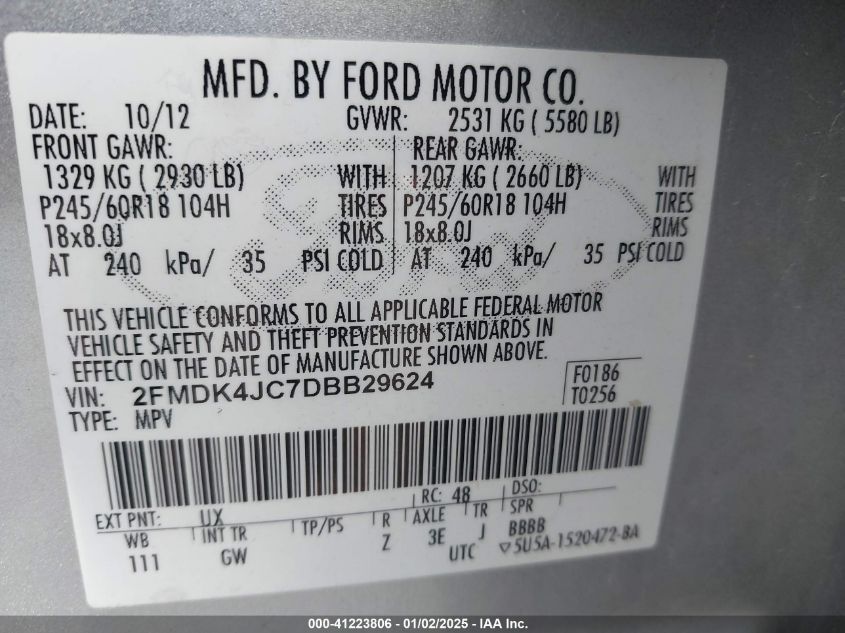 MFD. BY FORD MOTOR CO.
DATE: 10/12 GVWR: 2531 KG ( 5580 LB)
FRONT GAWR: REAR GAWR:
1329 KG ( 2930 LB) WITH 1207 KG ( 2660 LB) WITH
P245/60R18 104H TIRES P245/60R18 104H TIRES
18x8.0J RIMS 18x8.0J RIMS
AT 240 kPa/ 35 PSI COLD AT 240 kPa/ 35 PSI COLD
THIS VEHICLE CONFORMS TO ALL APPLICABLE FEDERAL MOTOR
VEHICLE SAFETY AND THEFT PREVENTION STANDARDS IN
EFFECT ON THE DATE OF MANUFACTURE SHOWN ABOVE.
VIN: 2FMDK4JC7DBB29624 F0186
TYPE: MPV T0256
EXT PNT: UX RC: 48 DSO:
WB INT TR TP/PS R AXLE TR SPR
111 GW Z 3E J BBBB
UTC ▽5U5A-1520472-BA
000-41223806 - 01/02/2025 - IAA Inc.